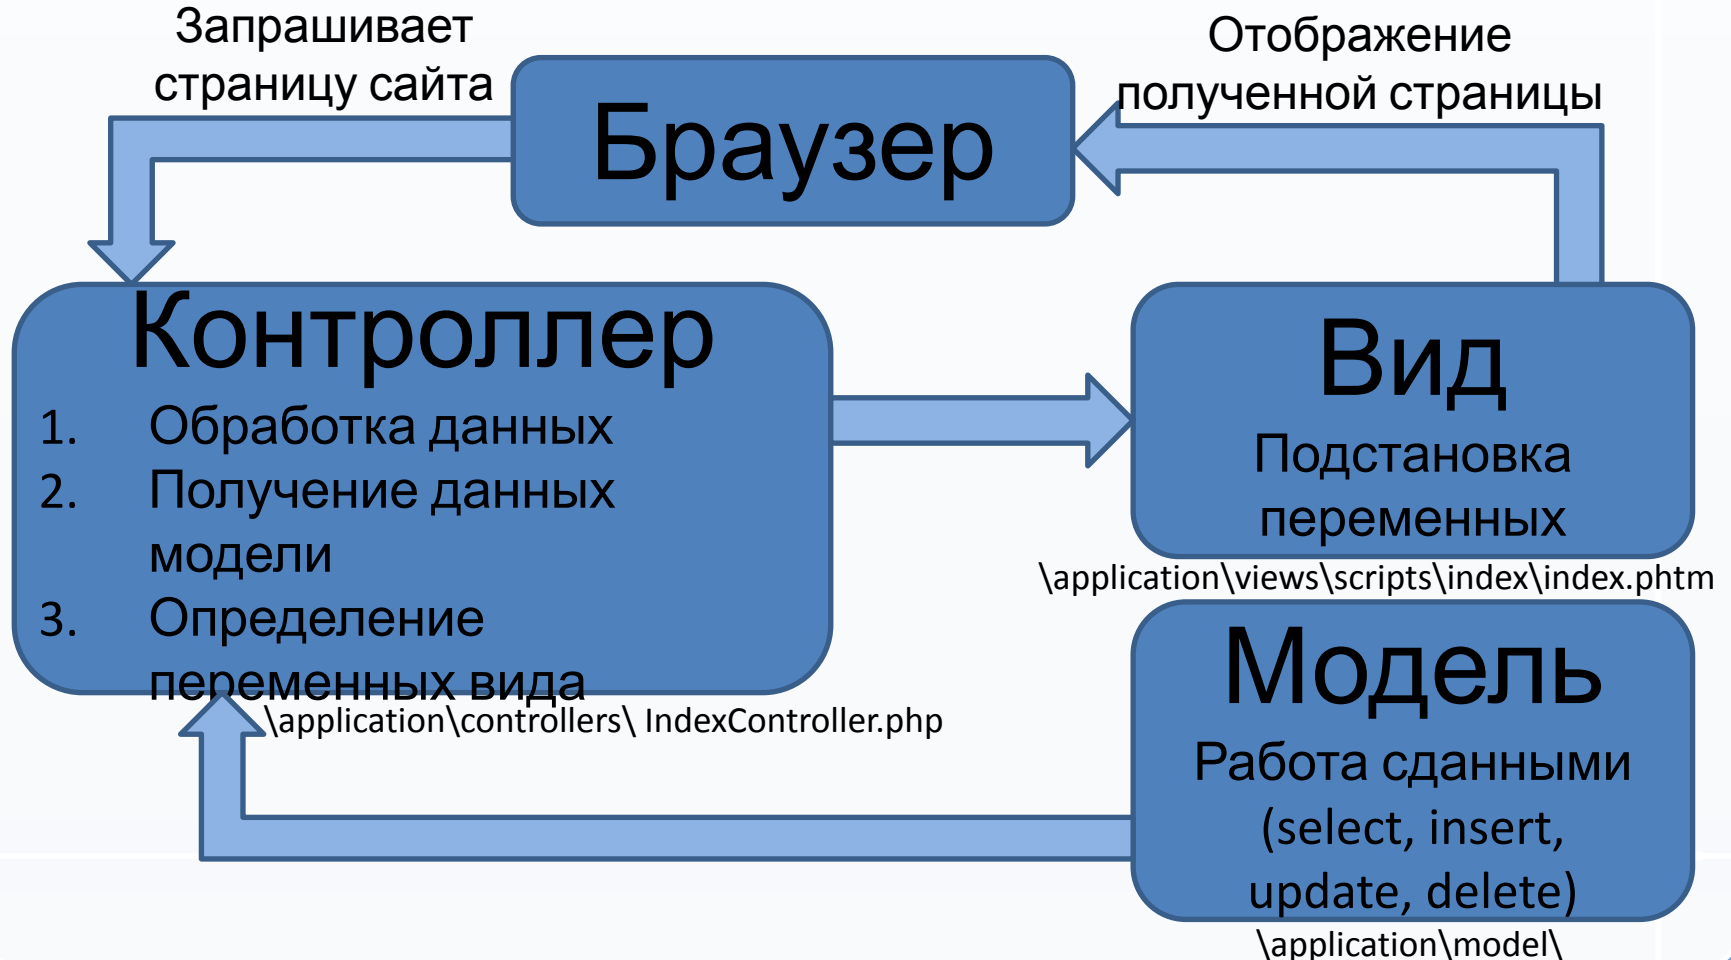 Запрашивает
страницу сайта
Браузер
Отображение
полученной страницы
Контроллер
1. Обработка данных
2. Получение данных
модели
3. Определение
переменных вида
\application\controllers\ IndexController.php
Вид
Подстановка
переменных
\application\views\scripts\index\index.phtm
Модель
Работа сданными
(select, insert,
update, delete)
\application\model\